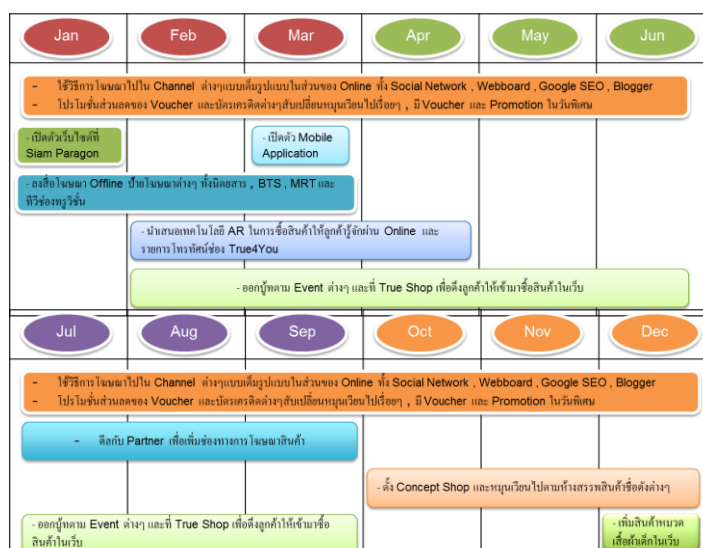 Jan Feb Mar Apr May Jun
- ใช้วิธีการโฆษณาไปใน Channel ต่างๆแบบเต็มรูปแบบในส่วนของ Online ทั้ง Social Network , Webboard , Google SEO , Blogger
- โปรโมชั่นส่วนลดของ Voucher และบัตรเครดิตต่างๆสับเปลี่ยนหมุนเวียนไปเรื่อยๆ , มี Voucher และ Promotion ในวันพิเศษ
- เปิดตัวเว็บไซต์ที่
Siam Paragon
- เปิดตัว Mobile
Application
- ลงสื่อโฆษณา Offline ป้ายโฆษณาต่างๆ ทั้งนิตยสาร , BTS , MRT และ
ทีวีช่องทรูวิชั่น
- นำเสนอเทคโนโลยี AR ในการซื้อสินค้าให้ลูกค้ารู้จักผ่าน Online และ
รายการโทรทัศน์ช่อง True4You
- ออกบู้ทตาม Event ต่างๆ และที่ True Shop เพื่อดึงลูกค้าให้เข้ามาซื้อสินค้าในเว็บ
Jul Aug Sep Oct Nov Dec
- ใช้วิธีการโฆษณาไปใน Channel ต่างๆแบบเต็มรูปแบบในส่วนของ Online ทั้ง Social Network , Webboard , Google SEO , Blogger
- โปรโมชั่นส่วนลดของ Voucher และบัตรเครดิตต่างๆสับเปลี่ยนหมุนเวียนไปเรื่อยๆ , มี Voucher และ Promotion ในวันพิเศษ
- ดีลกับ Partner เพื่อเพิ่มช่องทางการโฆษณาสินค้า
- ตั้ง Concept Shop และหมุนเวียนไปตามห้างสรรพสินค้าชื่อดังต่างๆ
- ออกบู้ทตาม Event ต่างๆ และที่ True Shop เพื่อดึงลูกค้าให้เข้ามาซื้อ
สินค้าในเว็บ
- เพิ่มสินค้าหมวด
เสื้อผ้าเด็กในเว็บ